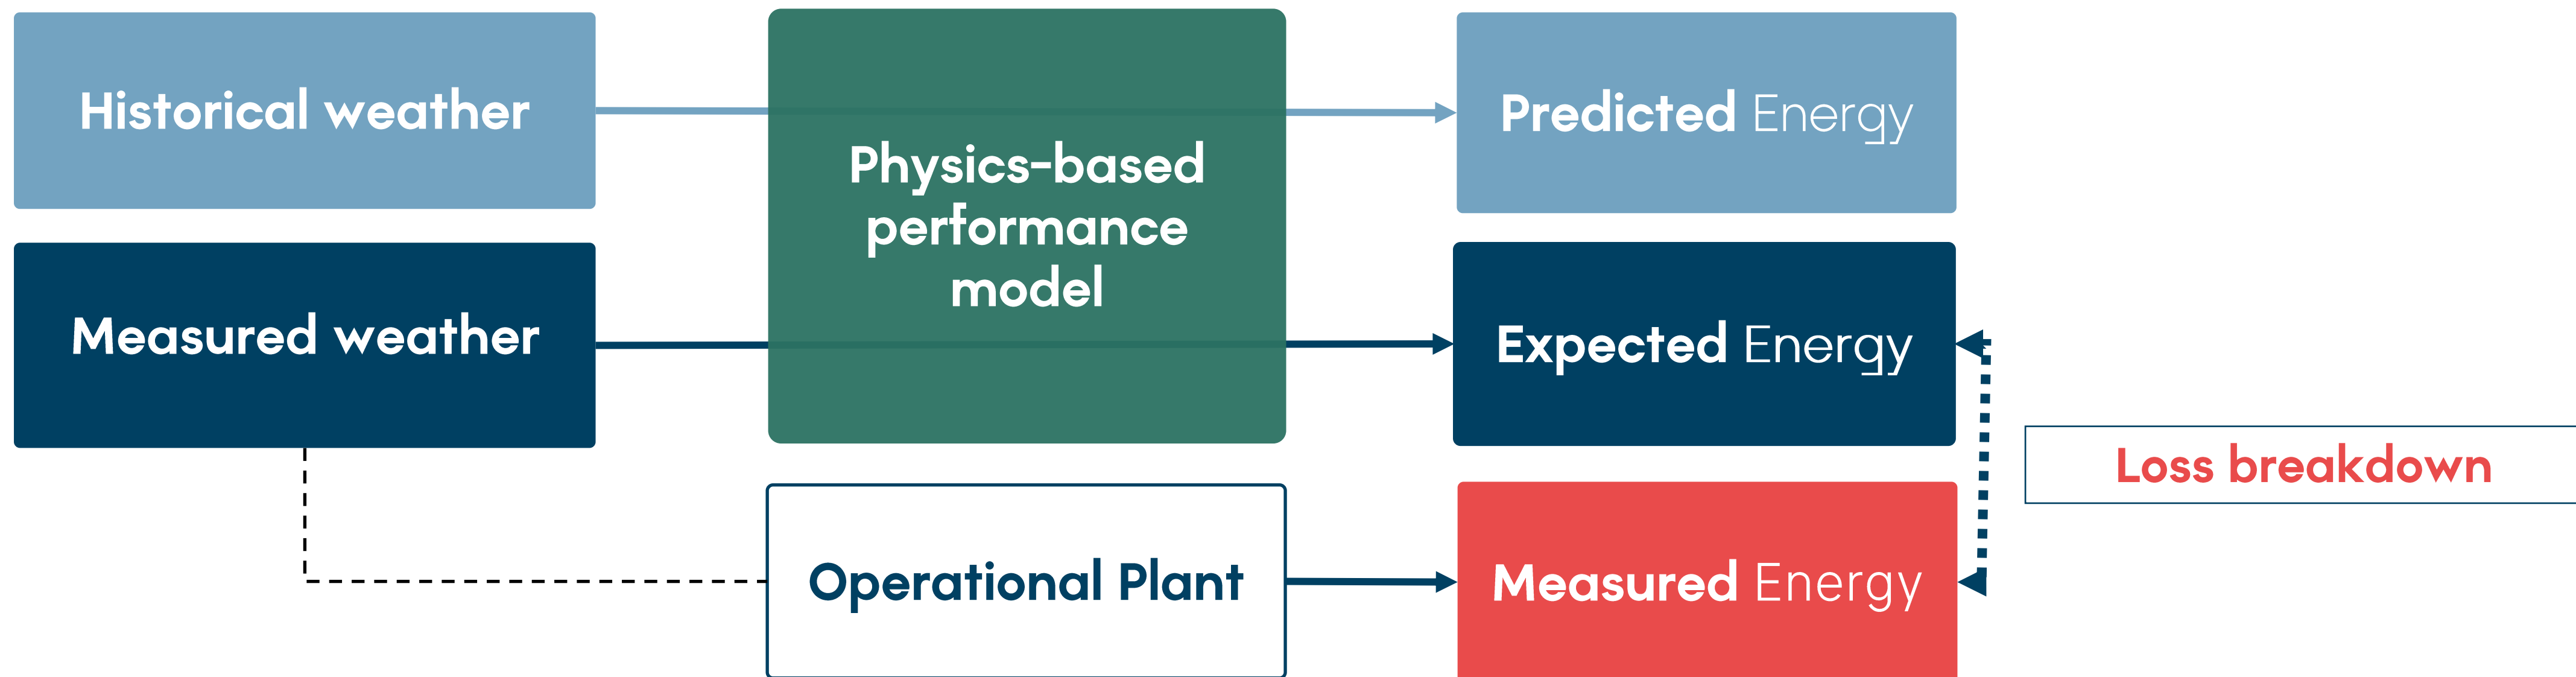 Historical weather
Predicted Energy
Physics-based
performance
model
Measured weather
Expected Energy
Loss breakdown
Operational Plant
Measured Energy